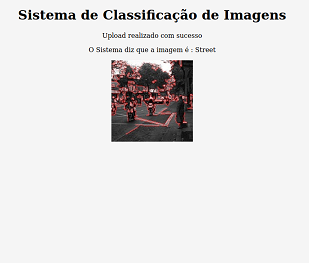 Sistema de Classificação de Imagens
Upload realizado com sucesso
O Sistema diz que a imagem é : Street